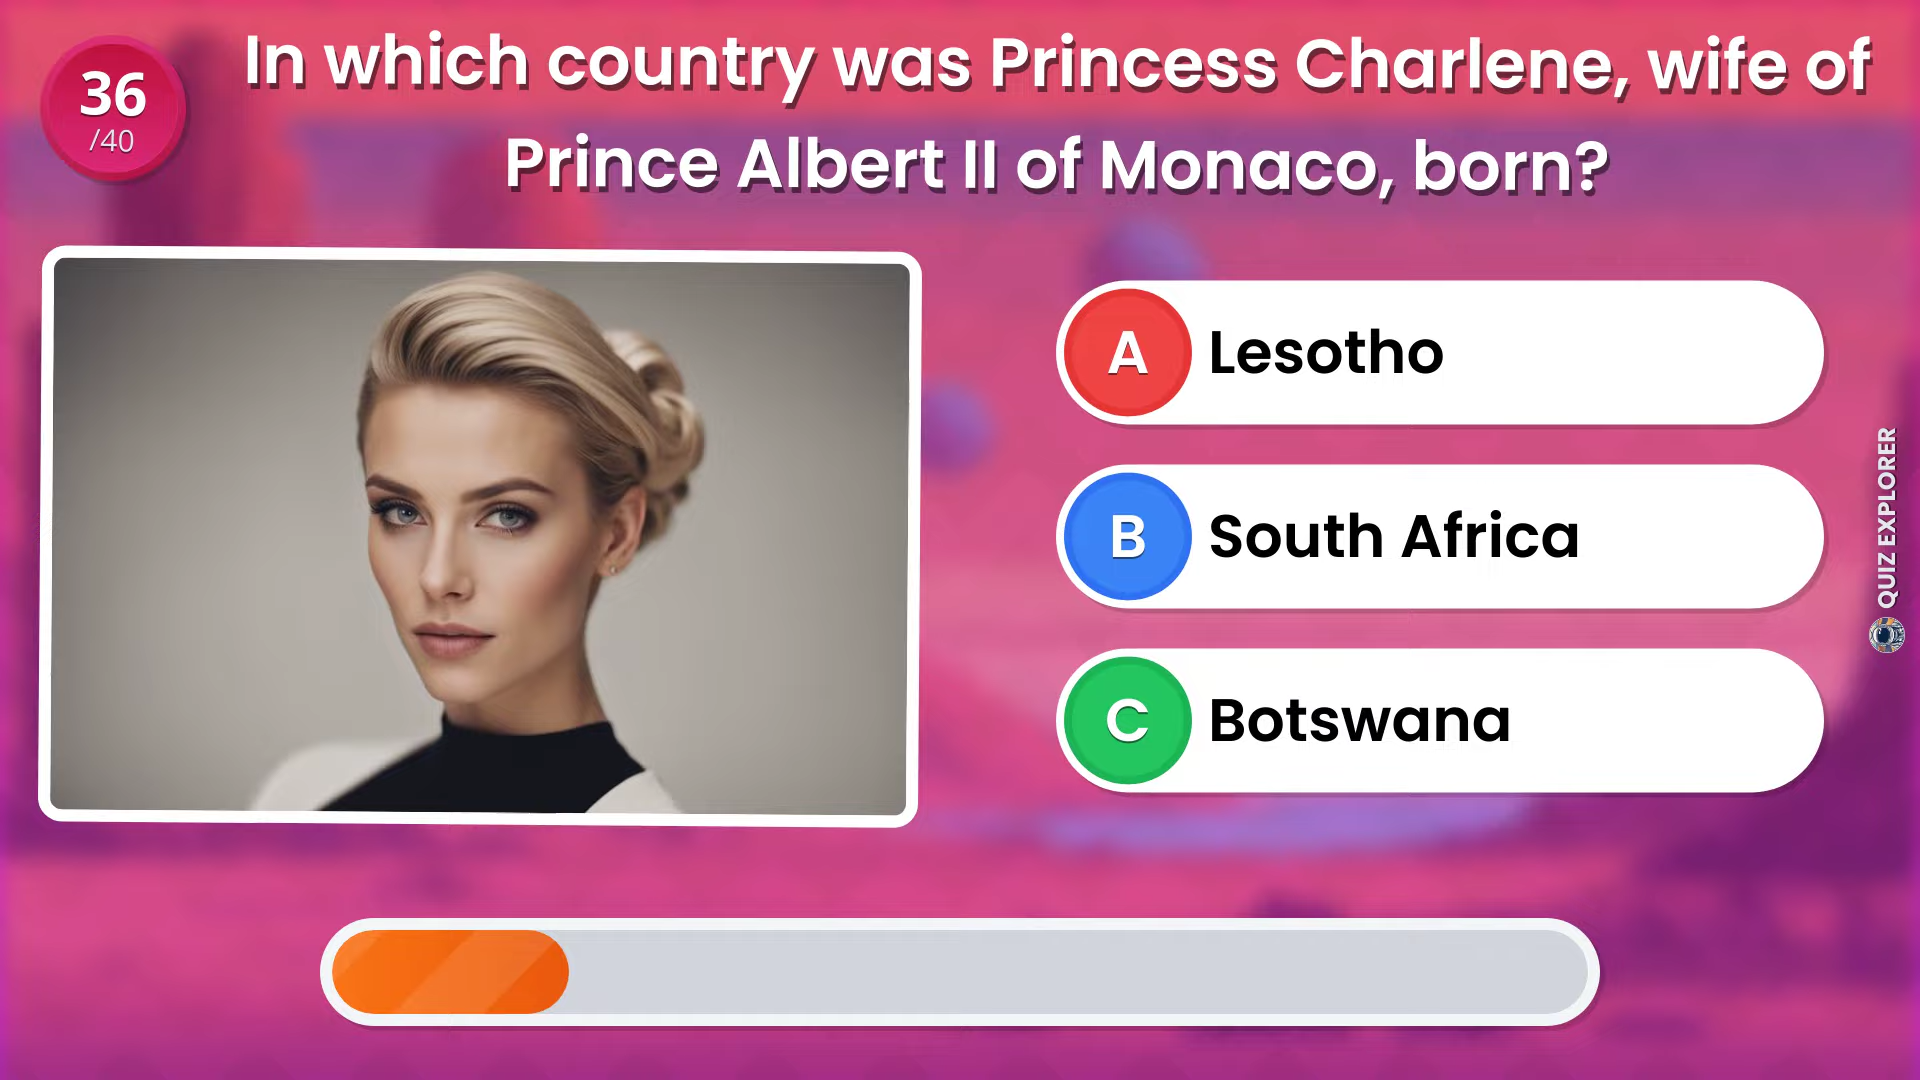 36
/40
In which country was Princess Charlene, wife of
Prince Albert II of Monaco, born?
A Lesotho
B South Africa
C Botswana
QUIZ EXPLORER